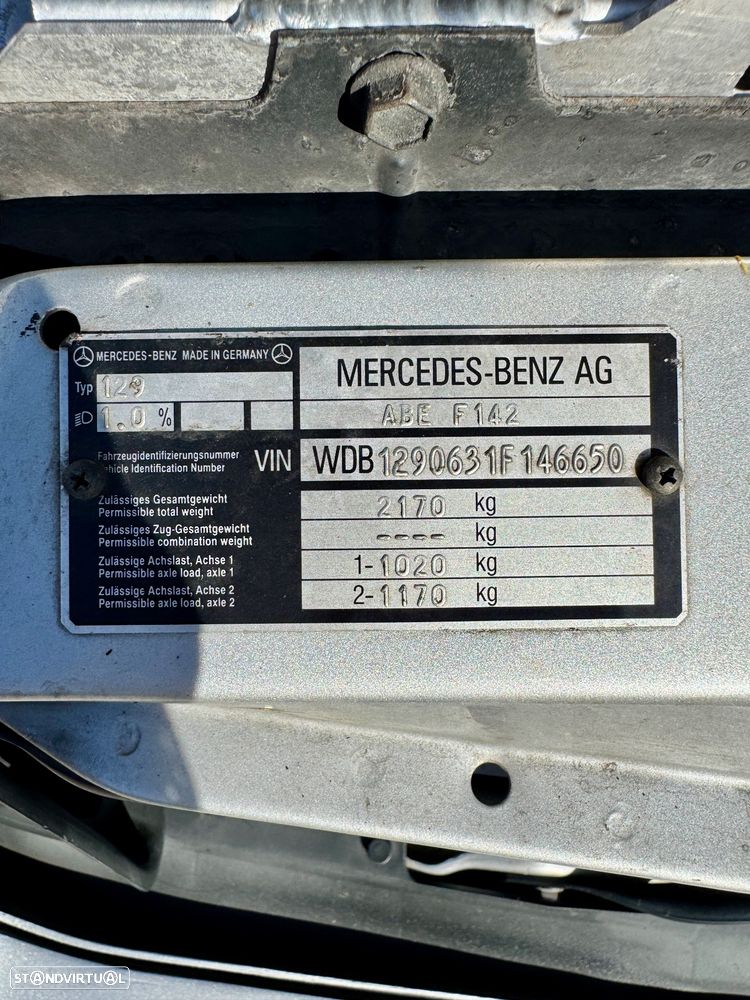 MERCEDES-BENZ MADE IN GERMANY
MERCEDES-BENZ AG
Typ 129
1.0 %
ABE F142
Fahrzeugidentifizierungsnummer
Vehicle Identification Number
VIN WDB1290631F146650
Zulässiges Gesamtgewicht
Permissible total weight
2170 kg
Zulässiges Zug-Gesamtgewicht
Permissible combination weight
---- kg
Zulässige Achslast, Achse 1
Permissible axle load, axle 1
1-1020 kg
Zulässige Achslast, Achse 2
Permissible axle load, axle 2
2-1170 kg
STANDVIRTUAL